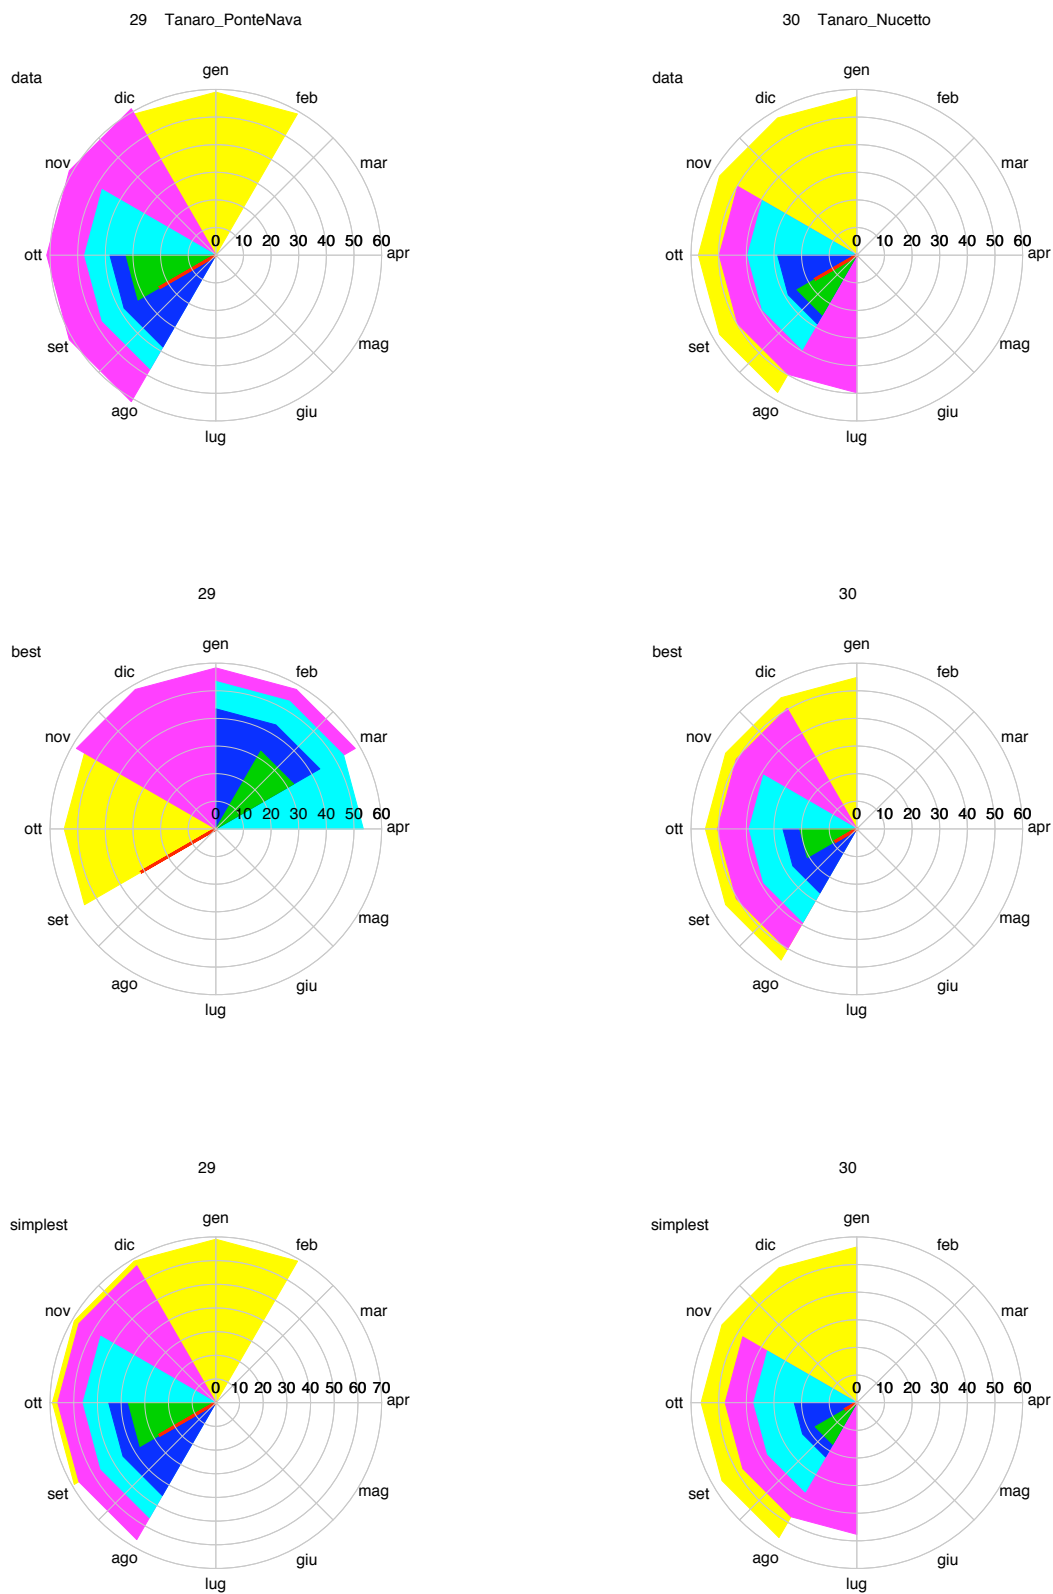 29 Tanaro_PonteNava
30 Tanaro_Nucetto
data
gen
feb
mar
apr
mag
giu
lug
ago
set
ott
nov
dic
0 10 20 30 40 50 60
data
gen
feb
mar
apr
mag
giu
lug
ago
set
ott
nov
dic
0 10 20 30 40 50 60
29
30
best
gen
feb
mar
apr
mag
giu
lug
ago
set
ott
nov
dic
0 10 20 30 40 50 60
best
gen
feb
mar
apr
mag
giu
lug
ago
set
ott
nov
dic
0 10 20 30 40 50 60
29
30
simplest
gen
feb
mar
apr
mag
giu
lug
ago
set
ott
nov
dic
0 10 20 30 40 50 60 70
simplest
gen
feb
mar
apr
mag
giu
lug
ago
set
ott
nov
dic
0 10 20 30 40 50 60